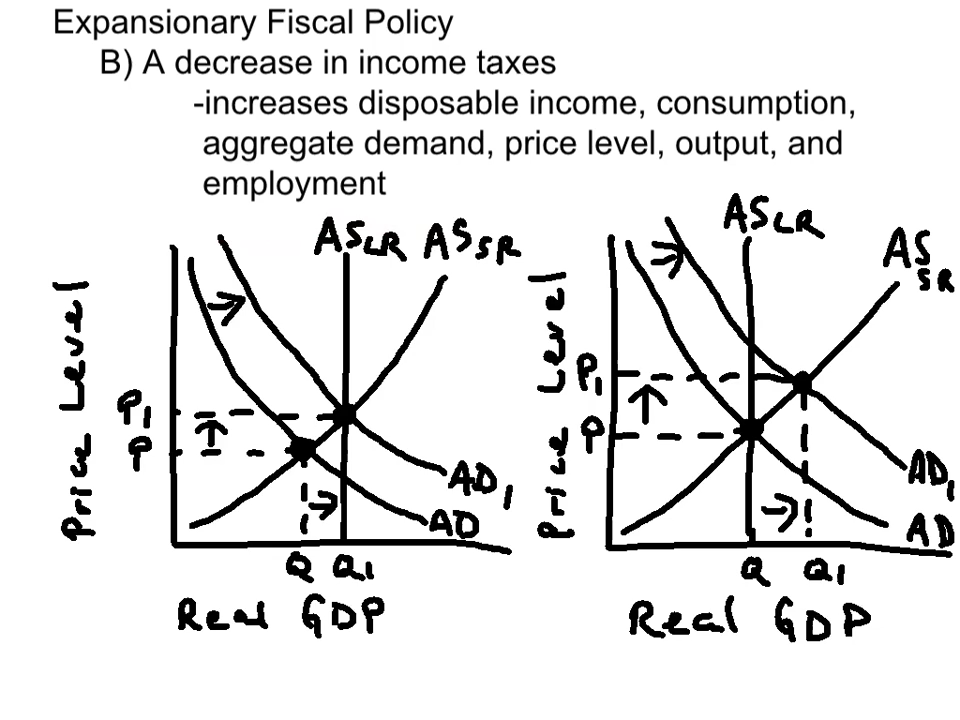 Expansionary Fiscal Policy
B) A decrease in income taxes
-increases disposable income, consumption,
aggregate demand, price level, output, and
employment
Price Level
ASLR ASSR
P1
P
AD1
AD
Q Q1
Real GDP
Price Level
ASLR
ASSR
P1
P
AD1
AD
Q Q1
Real GDP